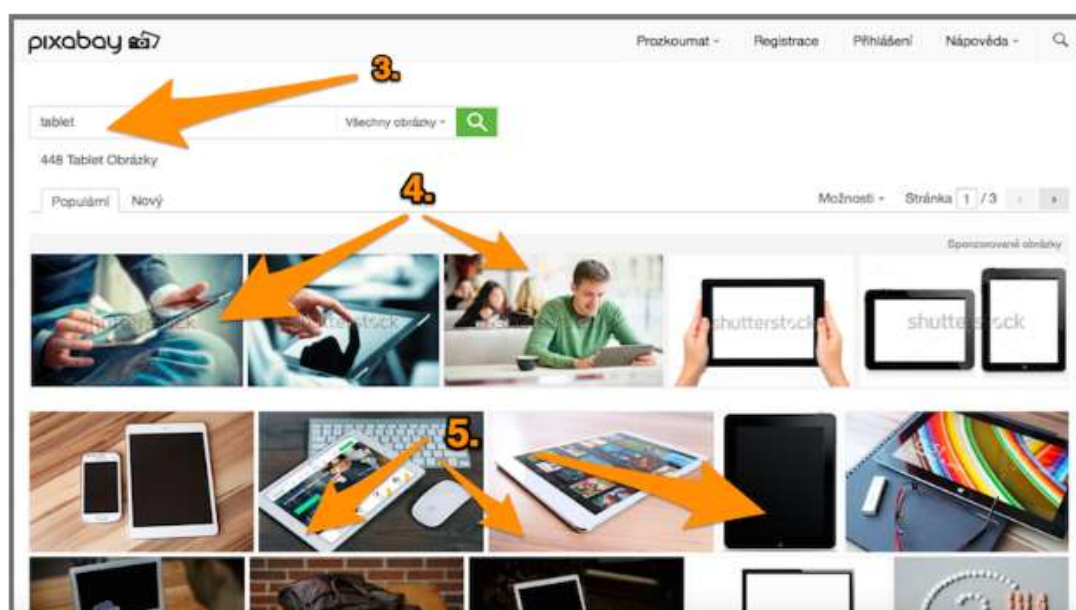 pixabay
Prozkoumat Registrace Přihlášení Nápověda
3.
tablet Všechny obrázky
448 Tablet Obrázky
4.
Populární Nový Možnosti Stránka 1 / 3
Sponzorované obrázky
shutterstock shutterstock shutterstock shutterstock
5.